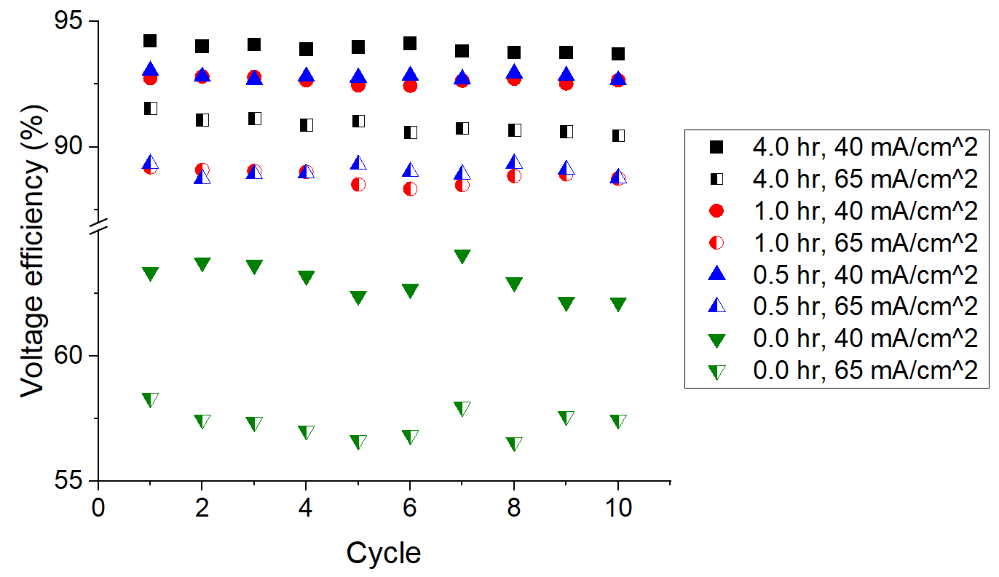 95
90
60
55
Voltage efficiency (%)
0 2 4 6 8 10
Cycle
4.0 hr, 40 mA/cm^2
4.0 hr, 65 mA/cm^2
1.0 hr, 40 mA/cm^2
1.0 hr, 65 mA/cm^2
0.5 hr, 40 mA/cm^2
0.5 hr, 65 mA/cm^2
0.0 hr, 40 mA/cm^2
0.0 hr, 65 mA/cm^2